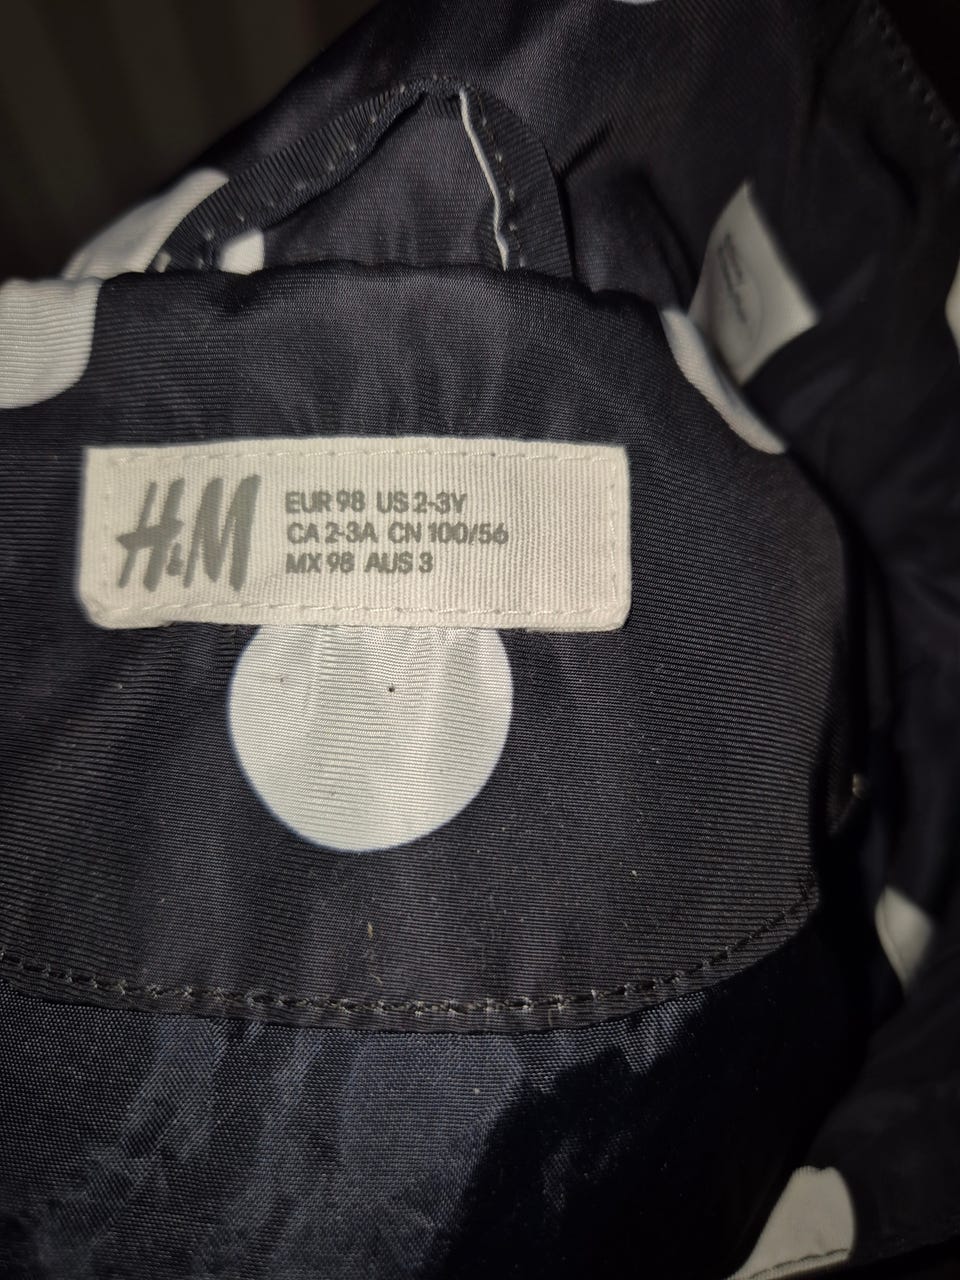 H&M
EUR 98 US 2-3Y
CA 2-3A CN 100/56
MX 98 AUS 3